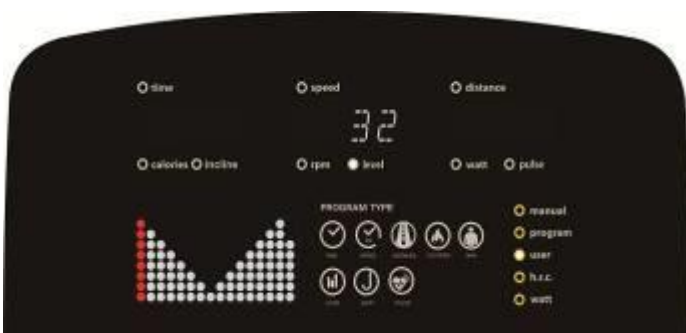 time speed distance
32
calories incline rpm level watt pulse
PROGRAM TYPE
manual
program
user
h.r.c.
watt